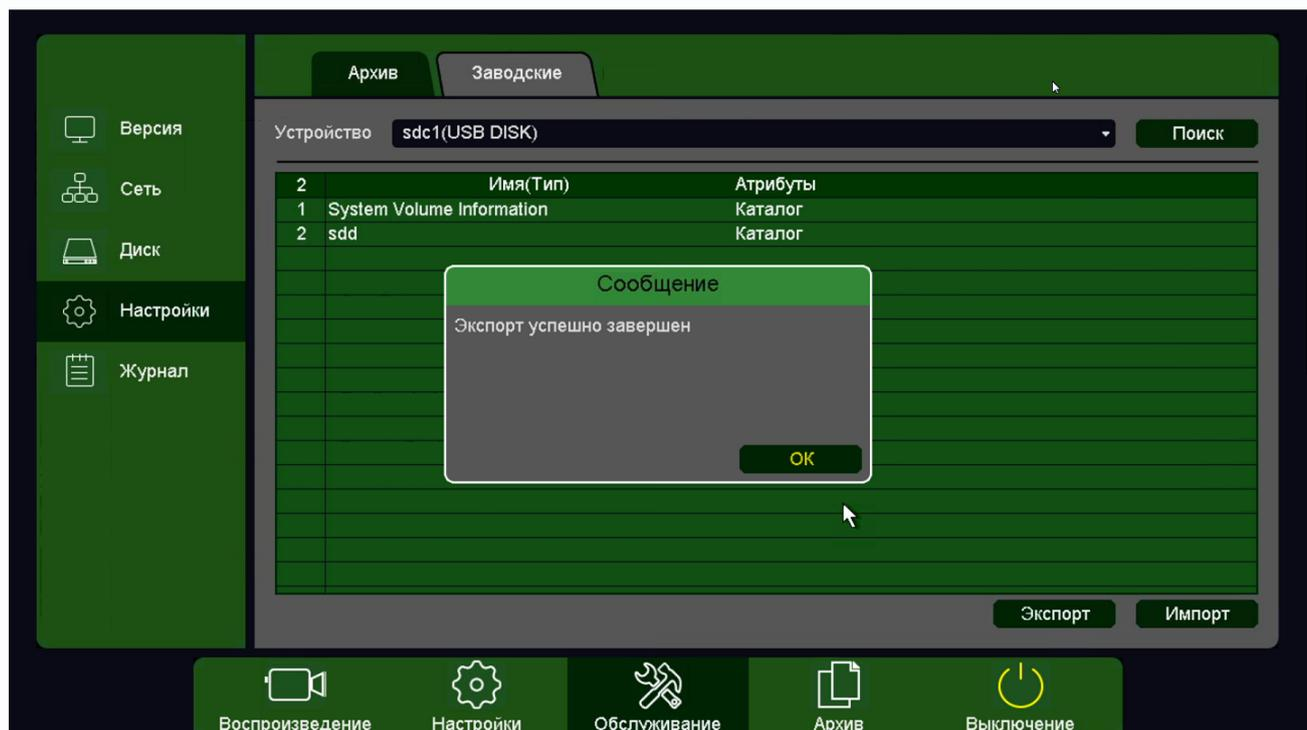 Архив Заводские
Версия
Устройство sdc1(USB DISK) Поиск
Сеть
2 Имя(Тип) Атрибуты
1 System Volume Information Каталог
2 sdd Каталог
Диск
Сообщение
Настройки
Экспорт успешно завершен
Журнал
OK
Экспорт Импорт
Воспроизведение Настройки Обслуживание Архив Выключение